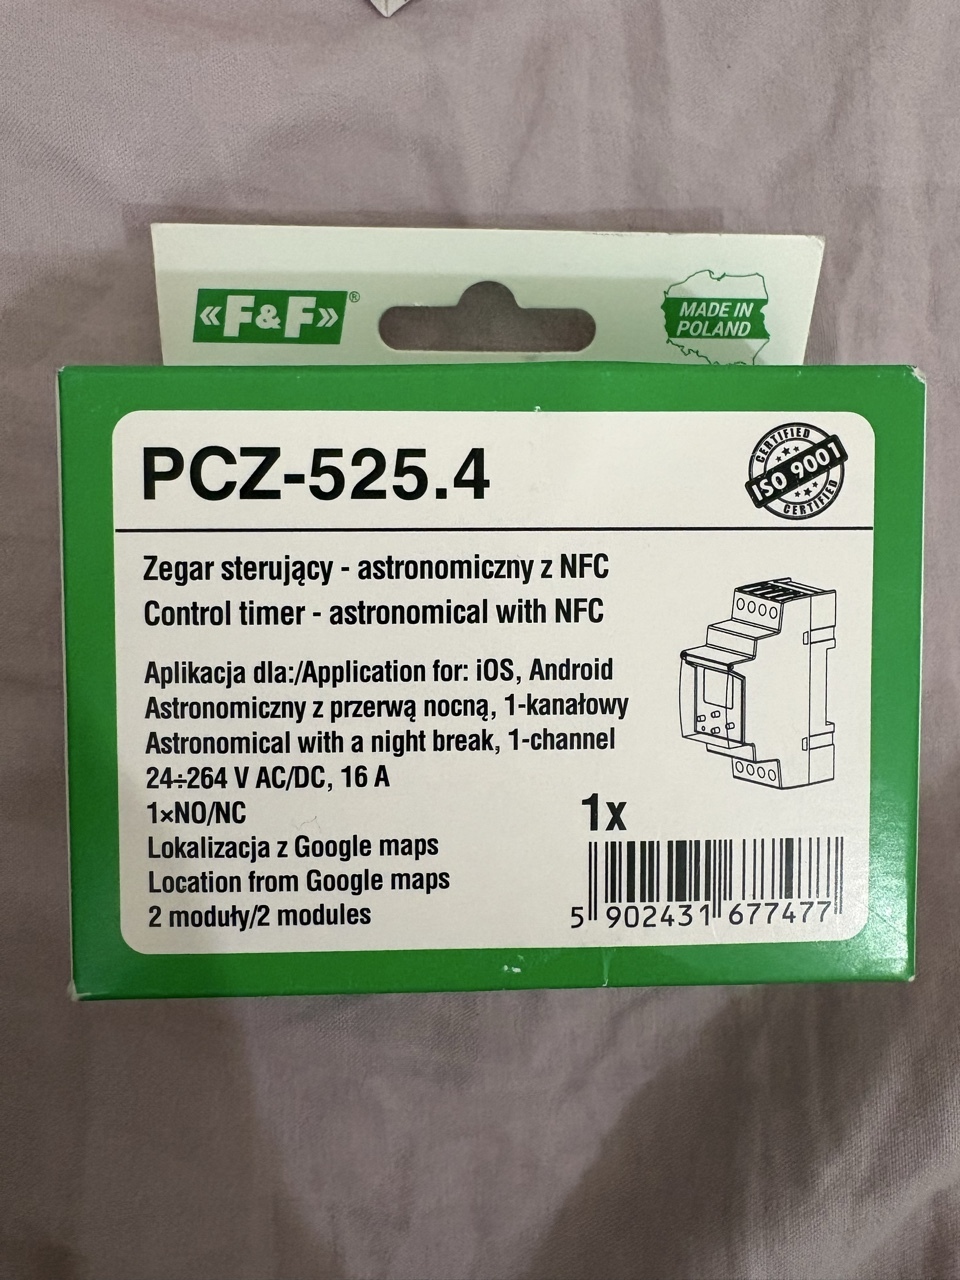 «F&F»®
MADE IN
POLAND
PCZ-525.4
CERTIFIED
ISO 9001
CERTIFIED
Zegar sterujący - astronomiczny z NFC
Control timer - astronomical with NFC
Aplikacja dla:/Application for: iOS, Android
Astronomiczny z przerwą nocną, 1-kanałowy
Astronomical with a night break, 1-channel
24÷264 V AC/DC, 16 A
1×NO/NC
Lokalizacja z Google maps
Location from Google maps
2 moduły/2 modules
1x
5 902431 677477